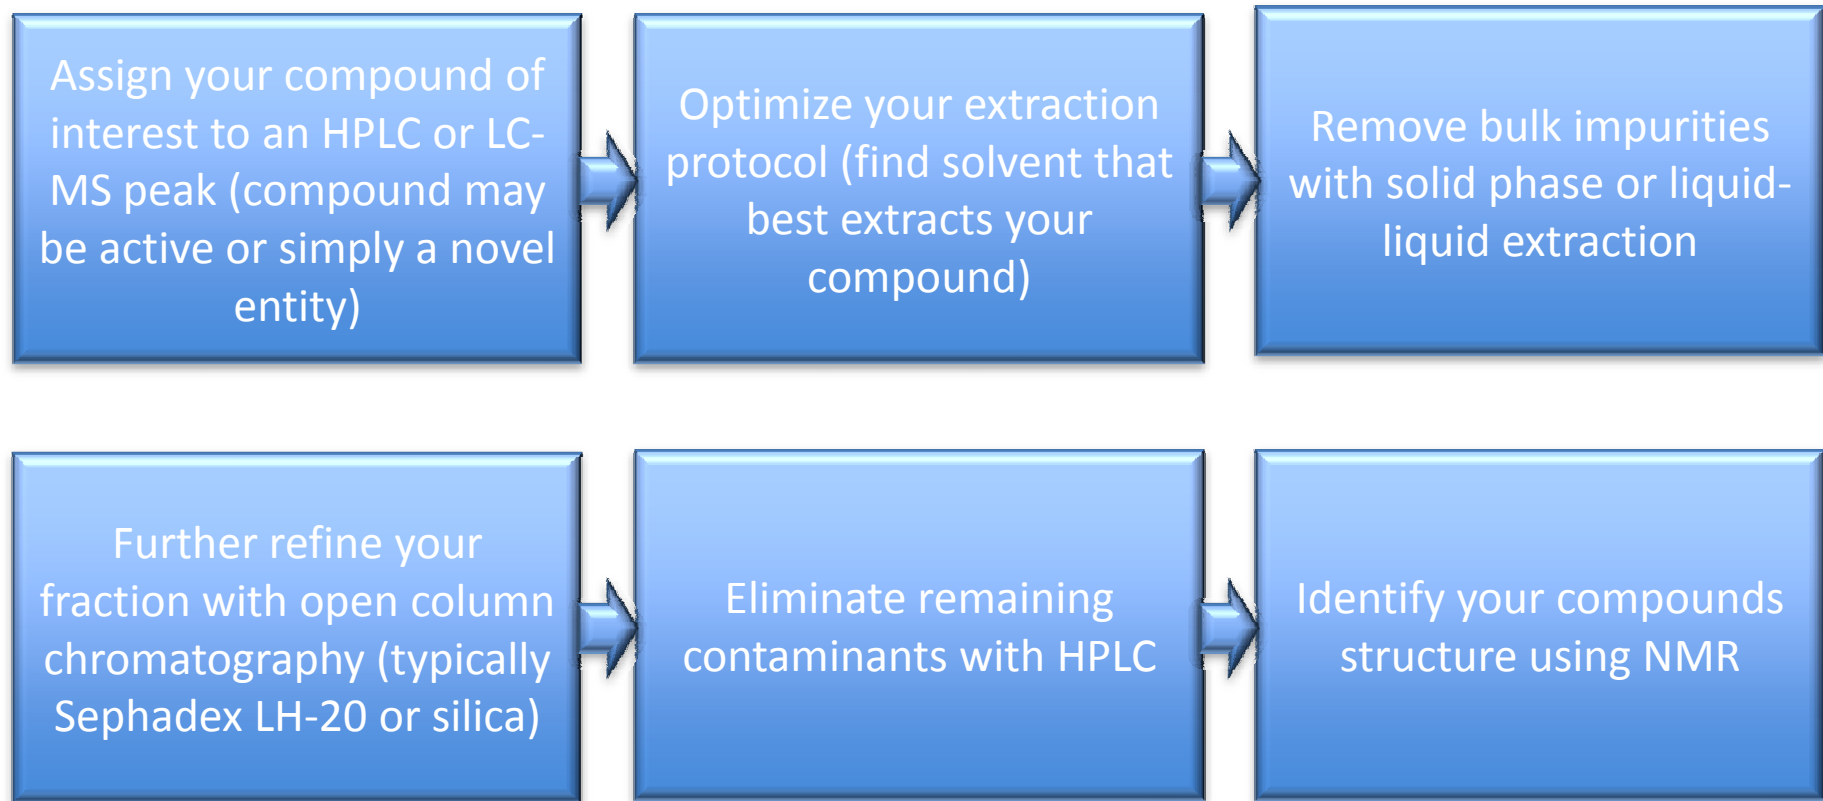 Assign your compound of
interest to an HPLC or LC-
MS peak (compound may
be active or simply a novel
entity)
Optimize your extraction
protocol (find solvent that
best extracts your
compound)
Remove bulk impurities
with solid phase or liquid-
liquid extraction
Further refine your
fraction with open column
chromatography (typically
Sephadex LH-20 or silica)
Eliminate remaining
contaminants with HPLC
Identify your compounds
structure using NMR